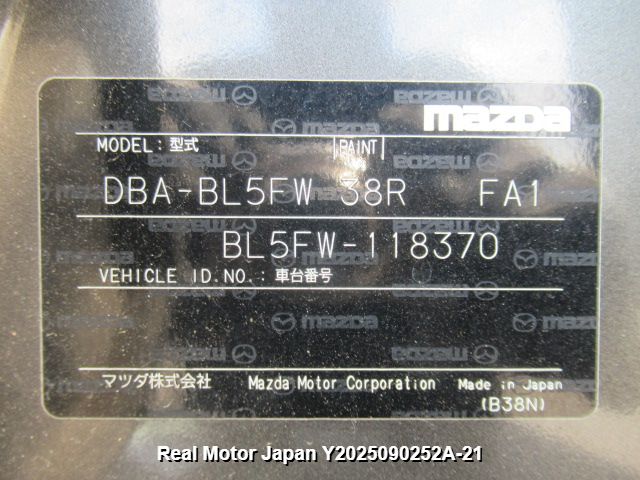 mazda
MODEL: 型式 PAINT
DBA-BL5FW 38R FA1
BL5FW-118370
VEHICLE ID.NO.: 車台番号
マツダ株式会社 Mazda Motor Corporation Made in Japan
(B38N)
Real Motor Japan Y2025090252A-21